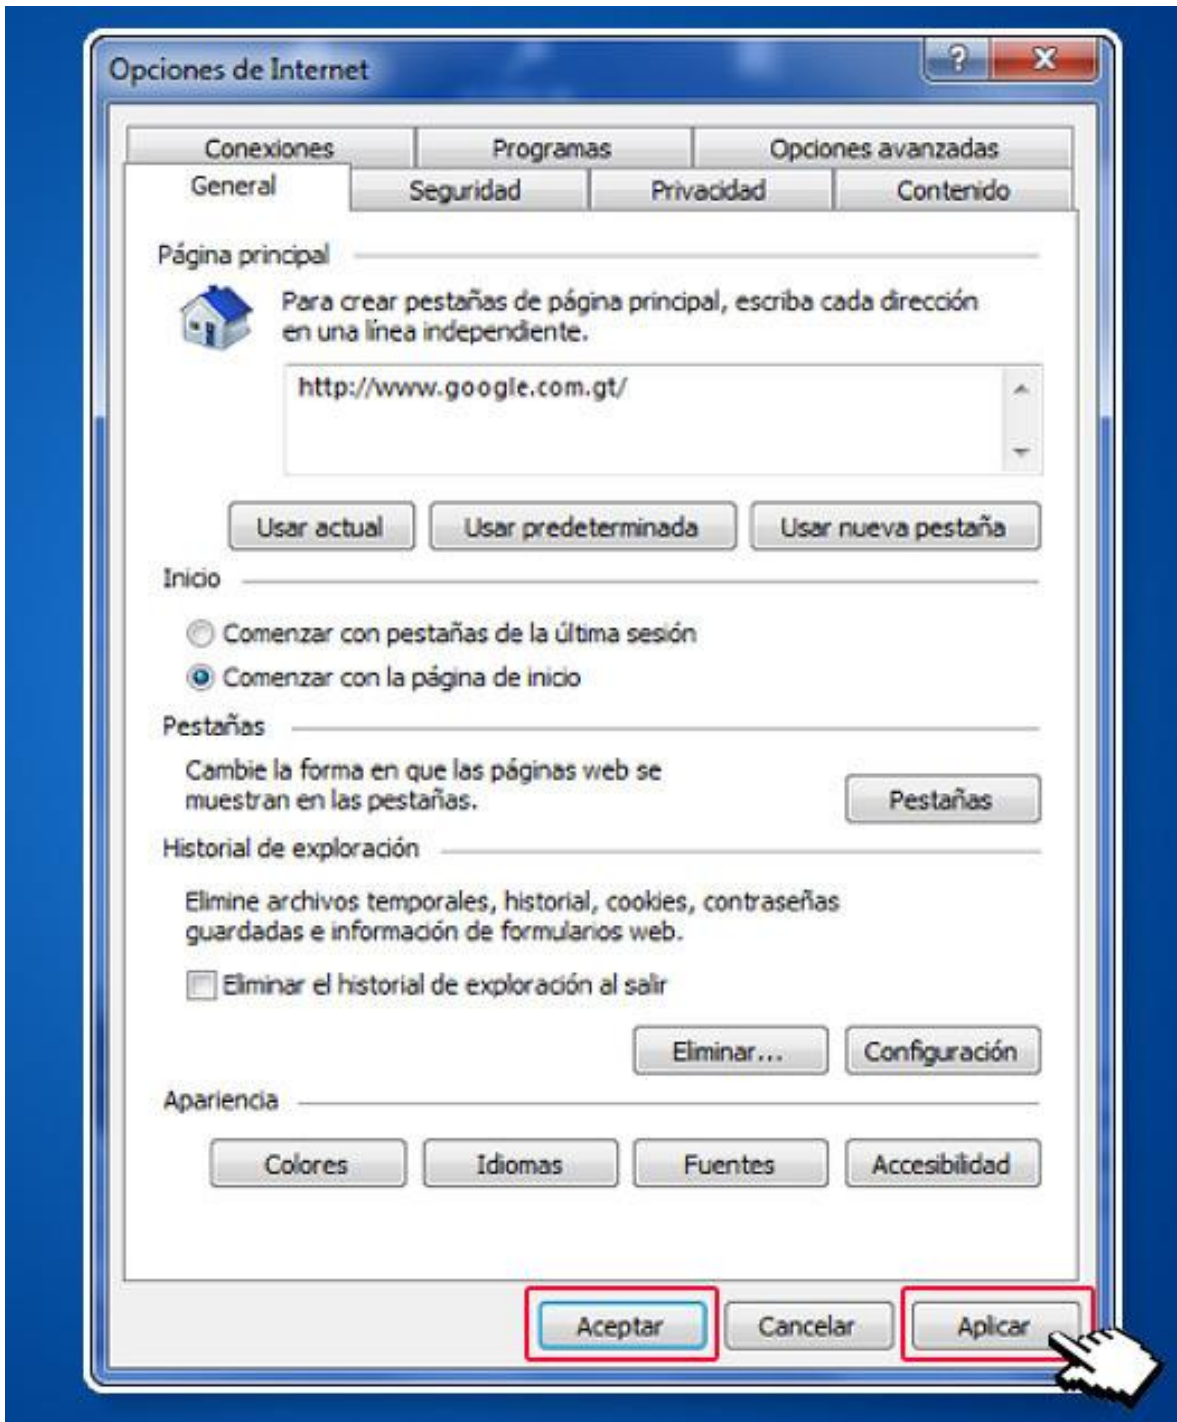 Opciones de Internet
?
X
Conexiones
Programas
Opciones avanzadas
General
Seguridad
Privacidad
Contenido
Página principal
Para crear pestañas de página principal, escriba cada dirección
en una línea independiente.
http://www.google.com.gt/
Usar actual
Usar predeterminada
Usar nueva pestaña
Inicio
Comenzar con pestañas de la última sesión
Comenzar con la página de inicio
Pestañas
Cambie la forma en que las páginas web se
muestran en las pestañas.
Pestañas
Historial de exploración
Elimine archivos temporales, historial, cookies, contraseñas
guardadas e información de formularios web.
Eliminar el historial de exploración al salir
Eliminar...
Configuración
Apariencia
Colores
Idiomas
Fuentes
Accesibilidad
Aceptar
Cancelar
Aplicar